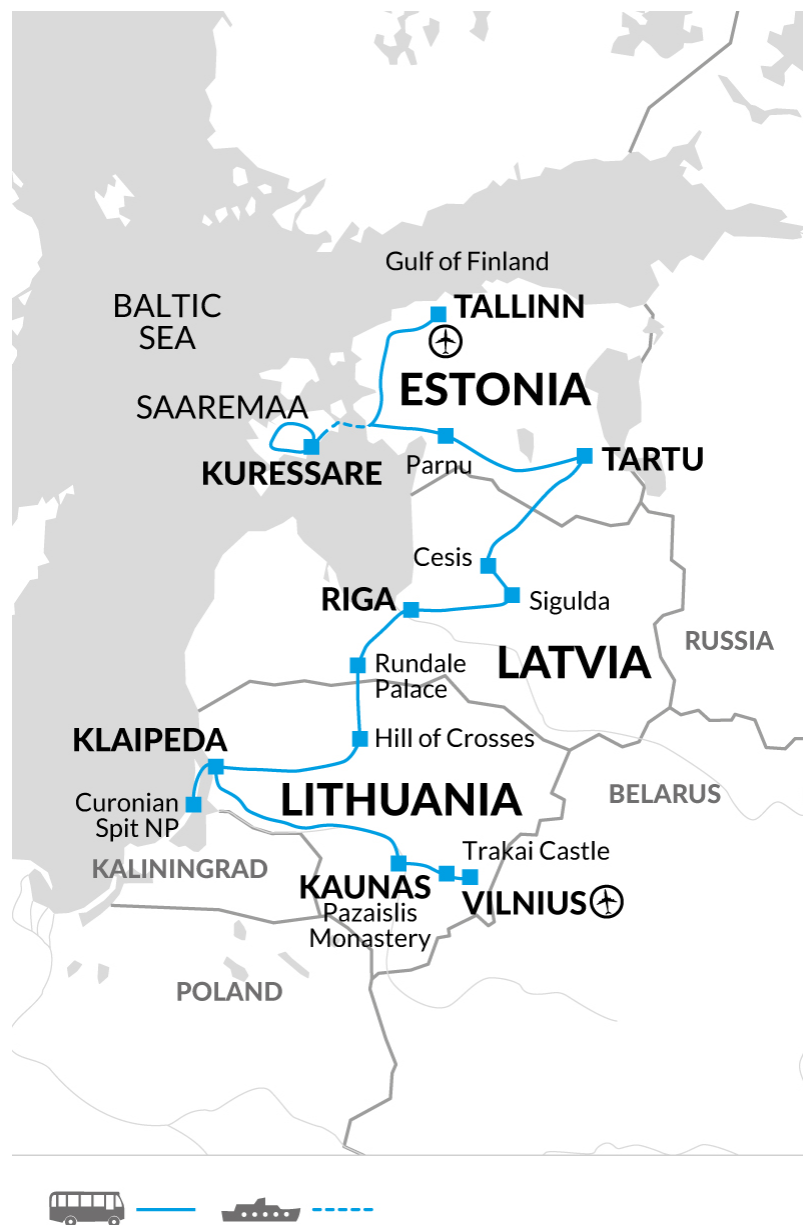 Gulf of Finland
BALTIC
SEA
TALLINN
ESTONIA
SAAREMAA
KURESSARE
Parnu
TARTU
Cesis
RIGA
Sigulda
RUSSIA
LATVIA
Rundale
Palace
KLAIPEDA
Hill of Crosses
LITHUANIA
BELARUS
Curonian
Spit NP
Trakai Castle
KALININGRAD
KAUNAS
VILNIUS
Pazaislis
Monastery
POLAND